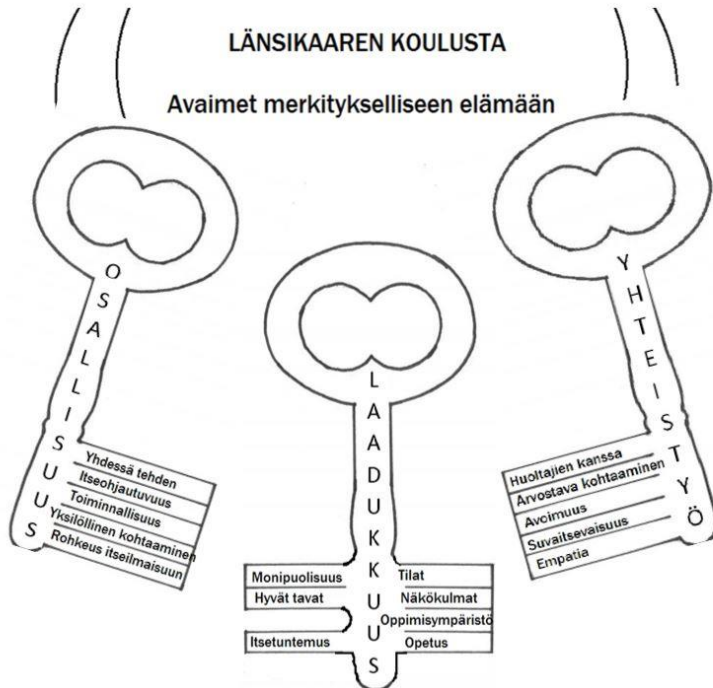 LÄNSIKAAREN KOULUSTA
Avaimet merkitykselliseen elämään
OSALLISUUS
Yhdessä tehden
Itseohjautuvuus
Toiminnallisuus
Yksilöllinen kohtaaminen
Rohkeus itseilmaisuun
LAADUKKUUS
Monipuolisuus
Hyvät tavat
Itsetuntemus
Tilat
Näkökulmat
Oppimisympäristö
Opetus
YHTEISTYÖ
Huoltajien kanssa
Arvostava kohtaaminen
Avoimuus
Suvaitsevaisuus
Empatia